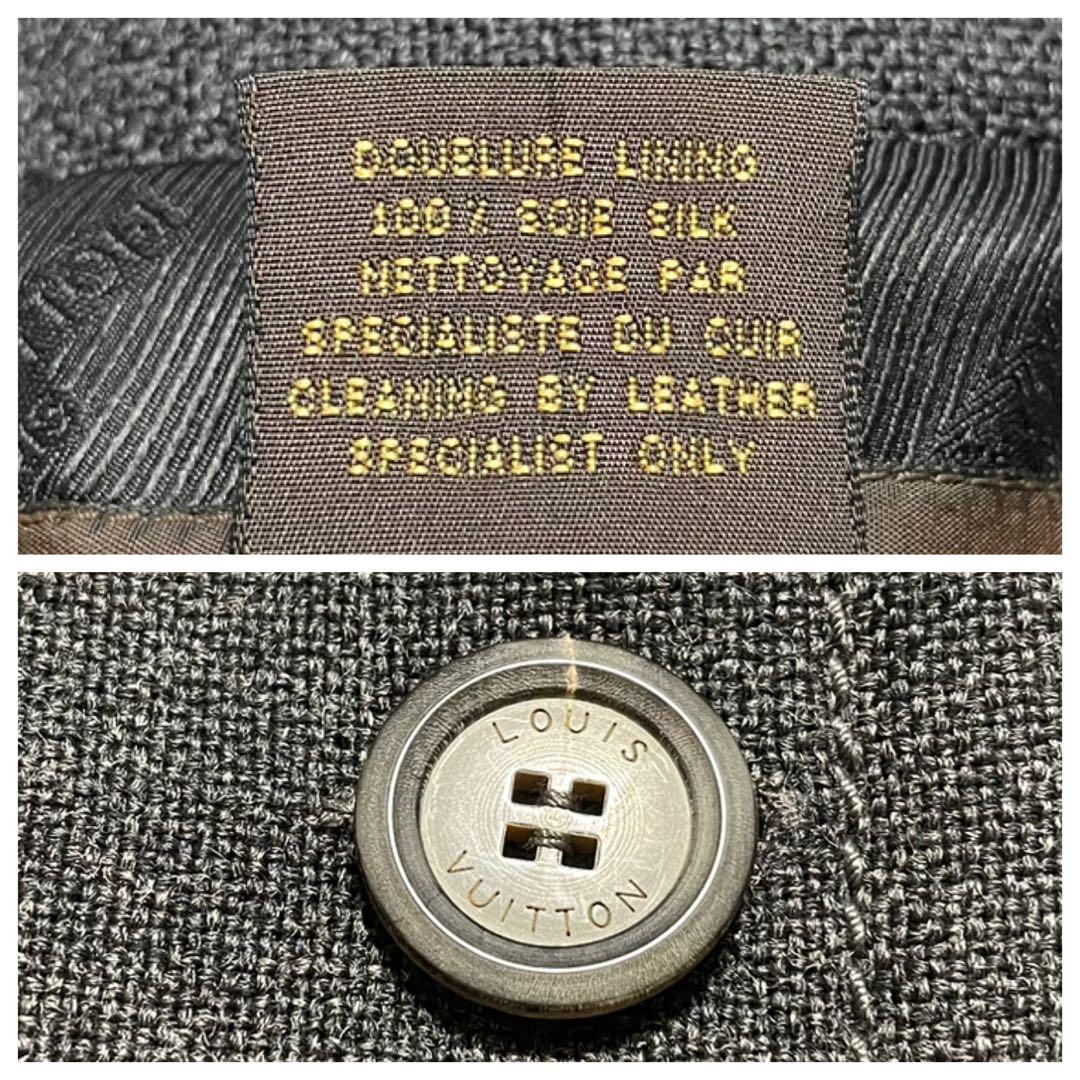 DOUBLURE LINING
100% SOIE SILK
NETTOYAGE PAR
SPECIALISTE DU CUIR
CLEANING BY LEATHER
SPECIALIST ONLY
LOUIS
VUITTON